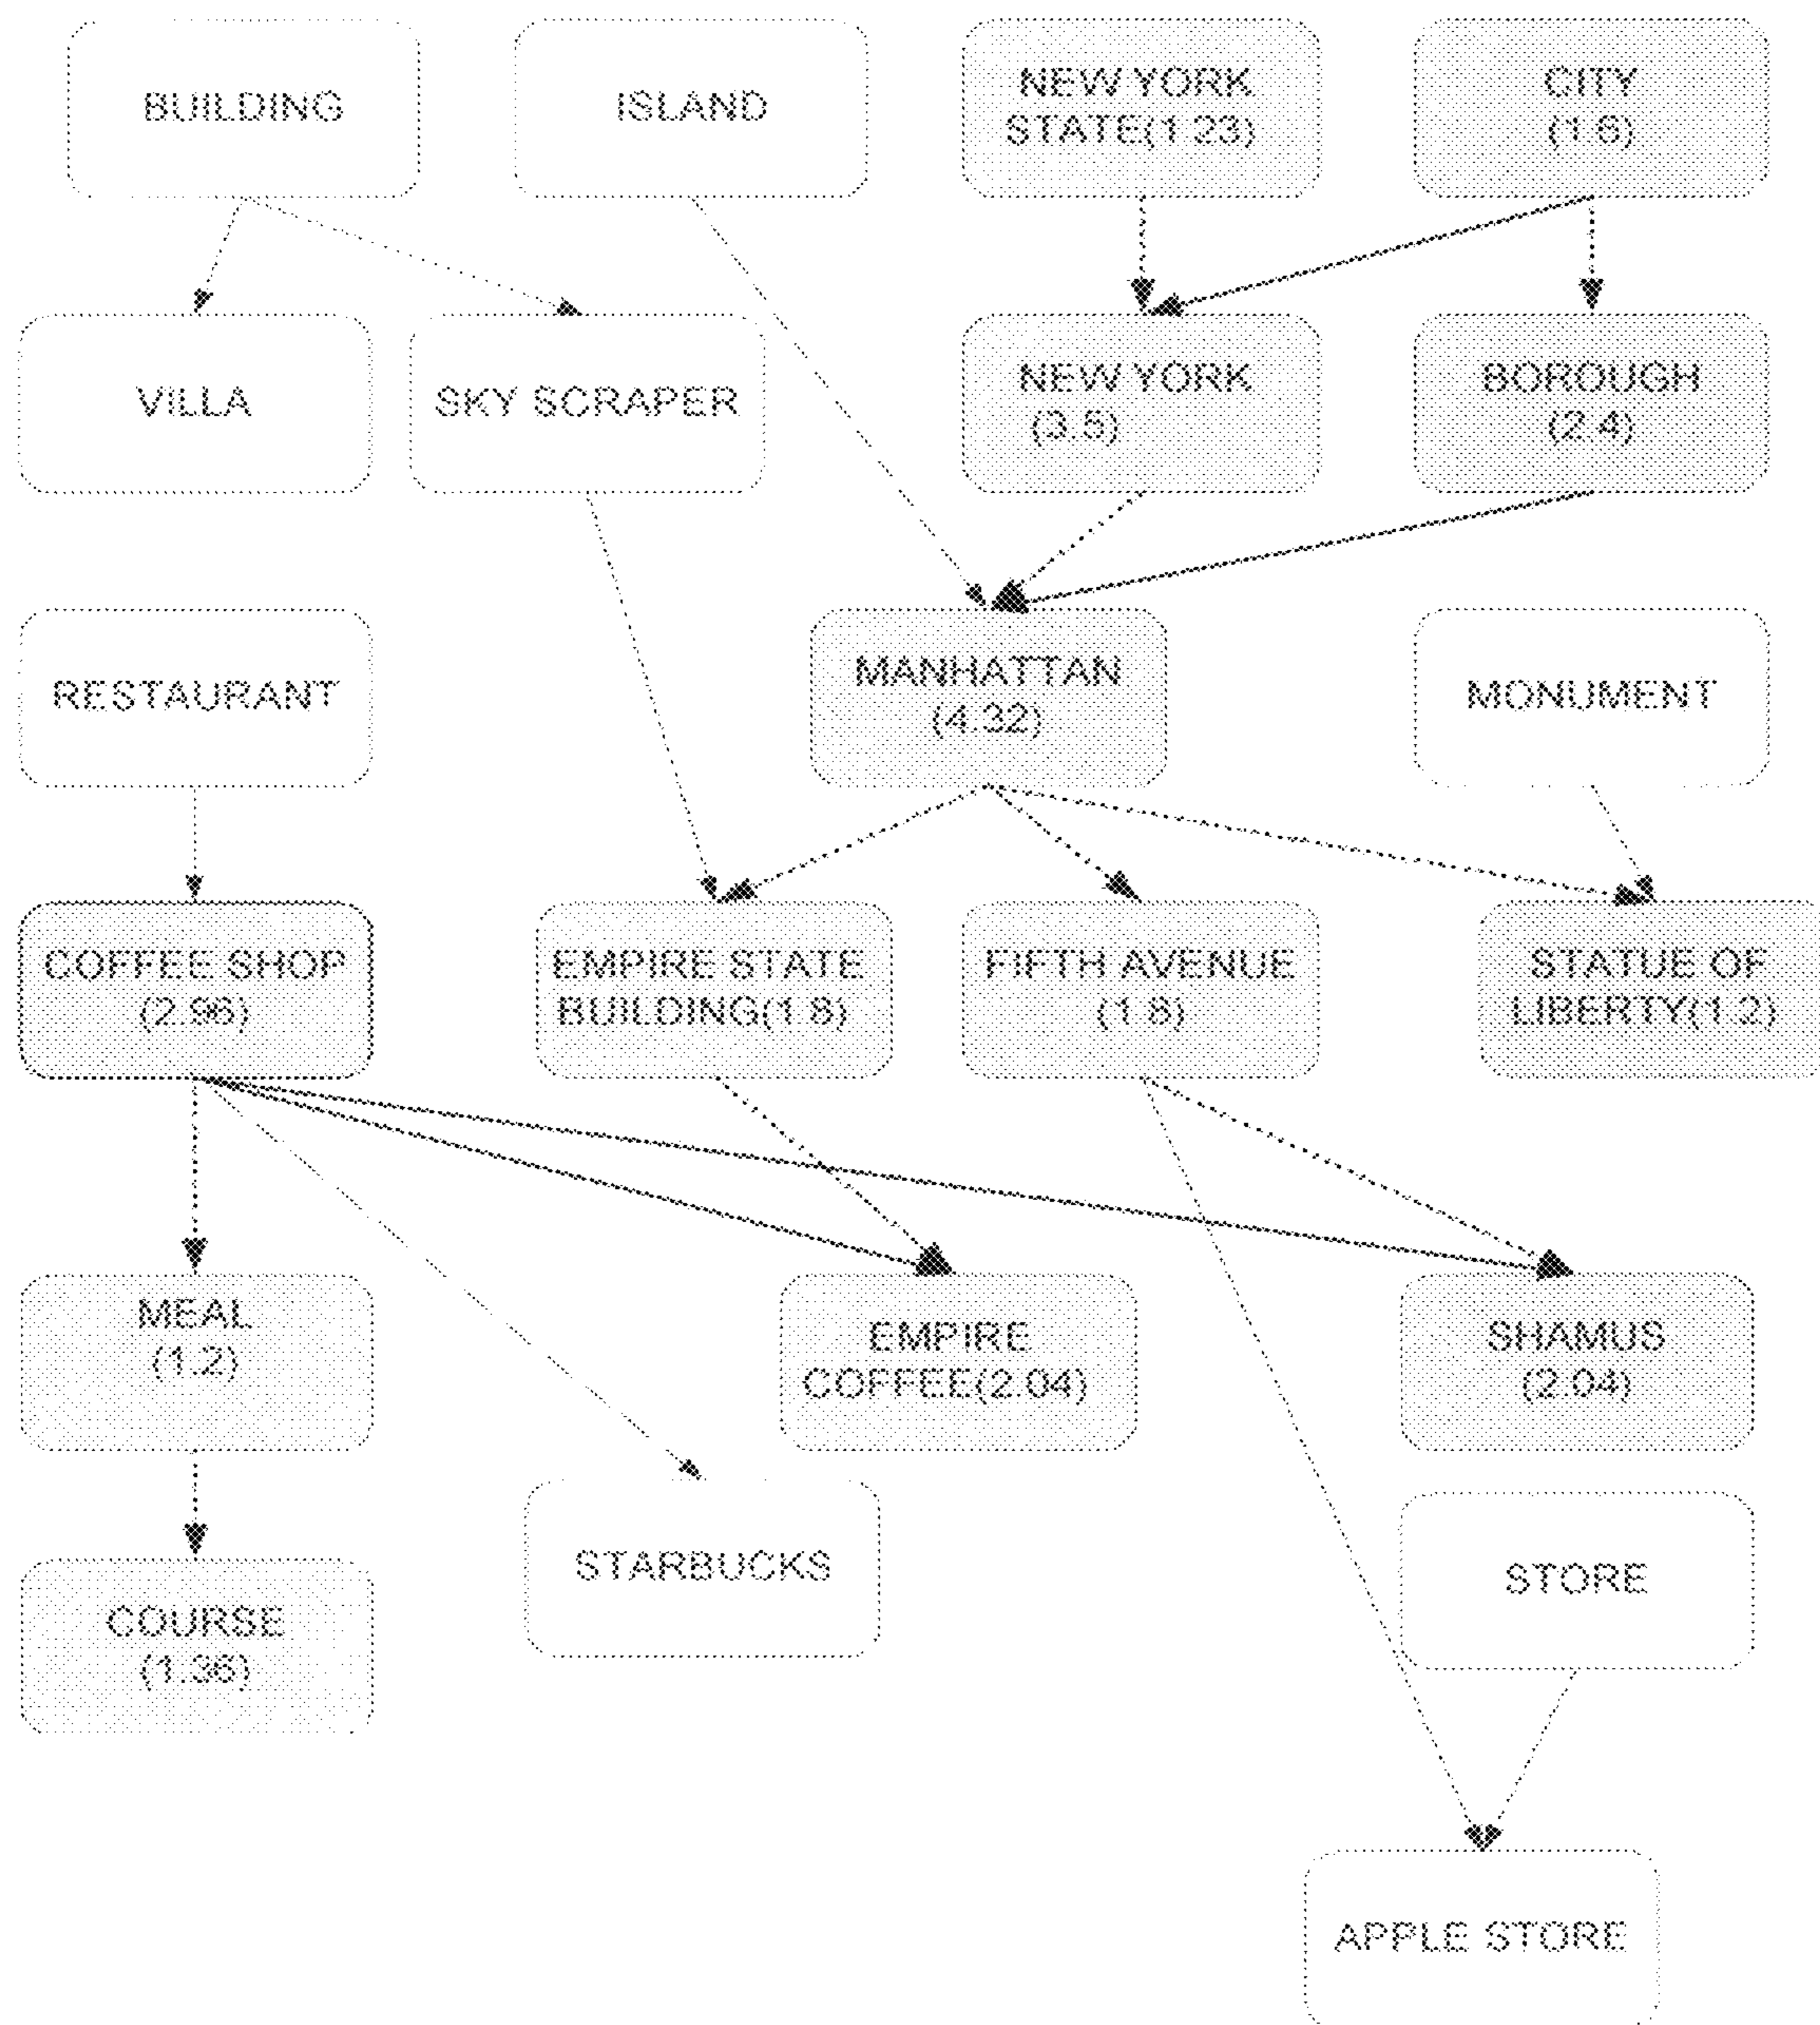 BUILDING
ISLAND
NEW YORK
STATE(1.23)
CITY
(1.6)
VILLA
SKY SCRAPER
NEW YORK
(3.5)
BOROUGH
(2.4)
RESTAURANT
MANHATTAN
(4.32)
MONUMENT
COFFEE SHOP
(2.96)
EMPIRE STATE
BUILDING(1.8)
FIFTH AVENUE
(1.8)
STATUE OF
LIBERTY(1.2)
MEAL
(1.2)
EMPIRE
COFFEE(2.04)
SHAMUS
(2.04)
STARBUCKS
STORE
COURSE
(1.36)
APPLE STORE